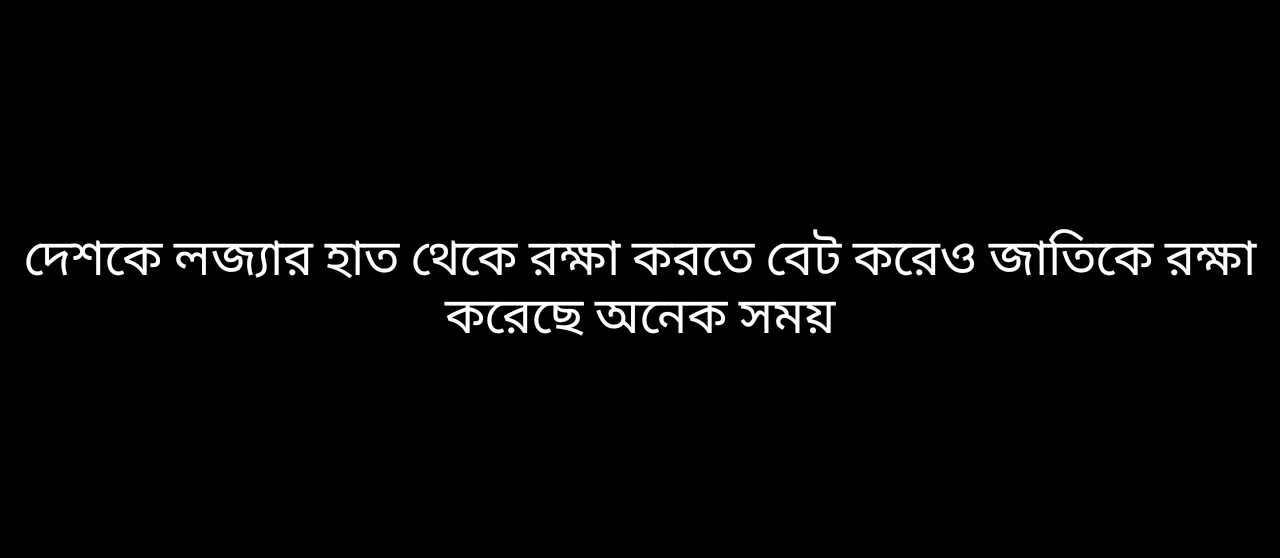 দেশকে লজ্যার হাত থেকে রক্ষা করতে বেট করেও জাতিকে রক্ষা
করেছে অনেক সময়